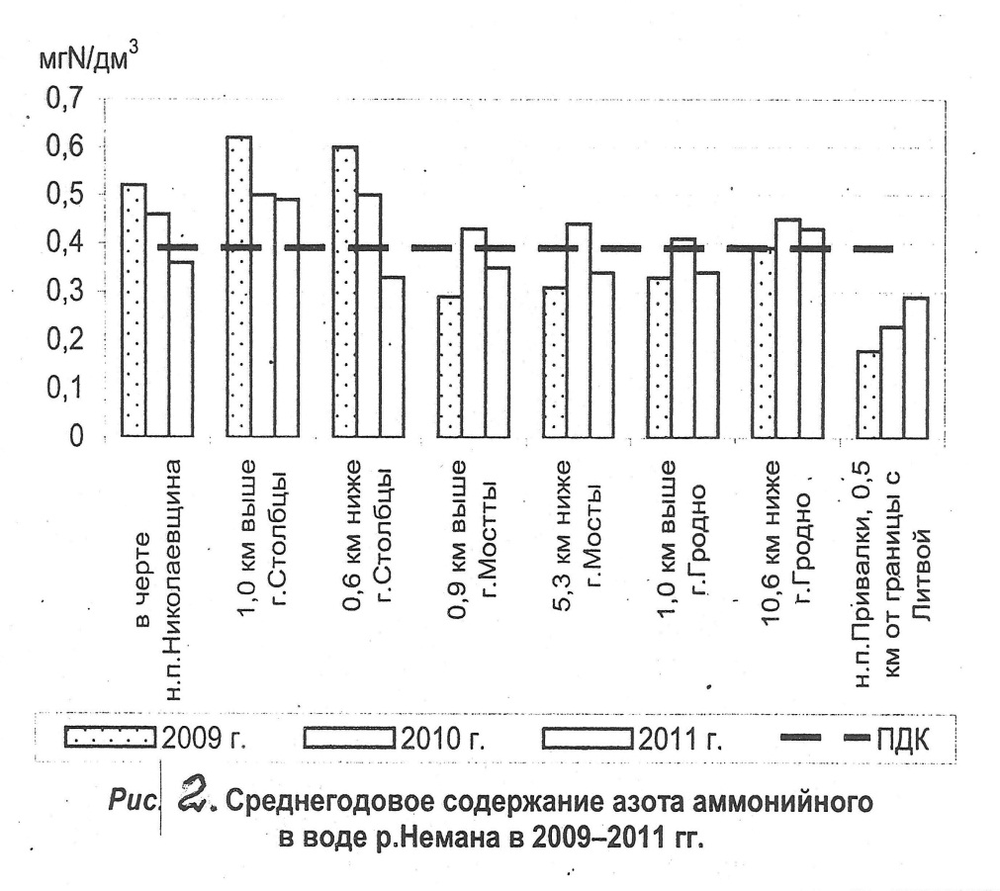 мгN/дм³
0,7
0,6
0,5
0,4
0,3
0,2
0,1
0
в черте
н.п.Николаевщина
1,0 км выше
г.Столбцы
0,6 км ниже
г.Столбцы
0,9 км выше
г.Мостты
5,3 км ниже
г.Мосты
1,0 км выше
г.Гродно
10,6 км ниже
г.Гродно
н.п.Привалки, 0,5
км от границы с
Литвой
2009 г. 2010 г. 2011 г. ПДК
Рис. 2. Среднегодовое содержание азота аммонийного
в воде р.Немана в 2009–2011 гг.